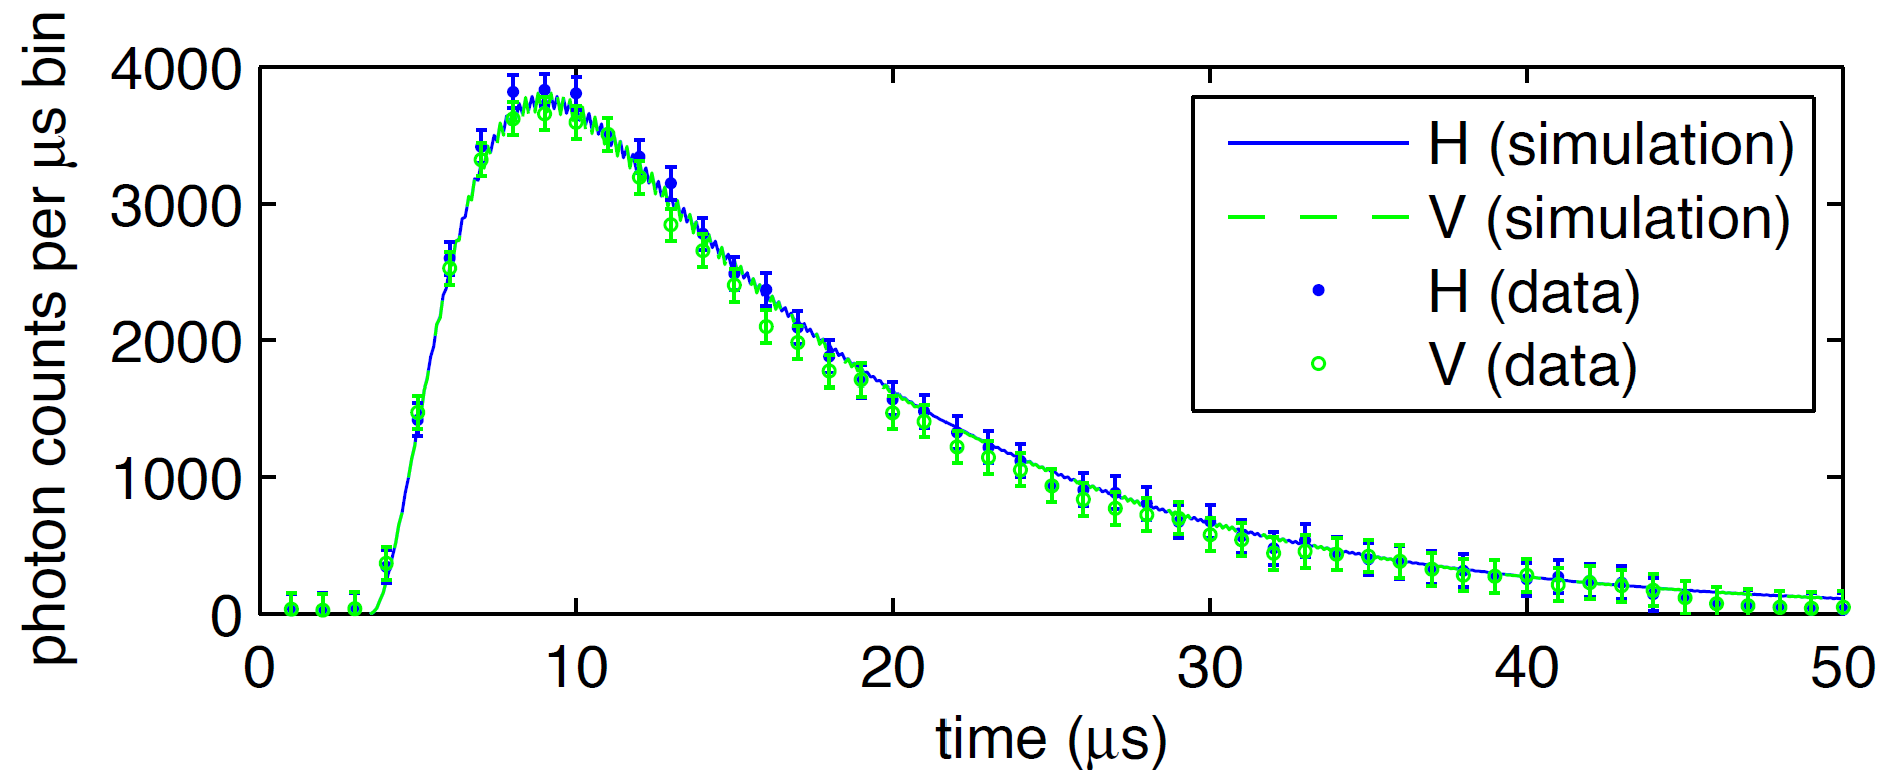 photon counts per μs bin
4000
3000
2000
1000
0
0 10 20 30 40 50
time (μs)
H (simulation)
V (simulation)
H (data)
V (data)